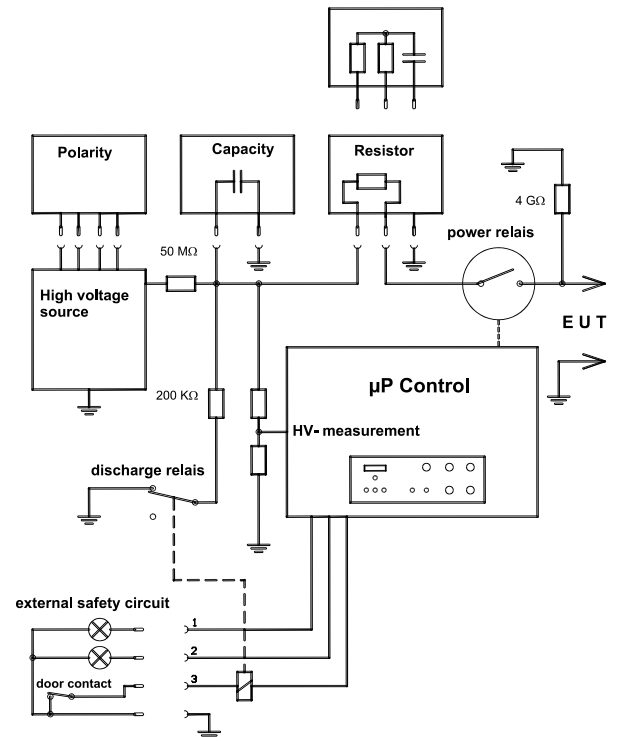 Polarity
Capacity
Resistor
4 GΩ
power relais
50 MΩ
High voltage
source
E U T
µP Control
200 KΩ
HV- measurement
discharge relais
external safety circuit
1
2
door contact
3